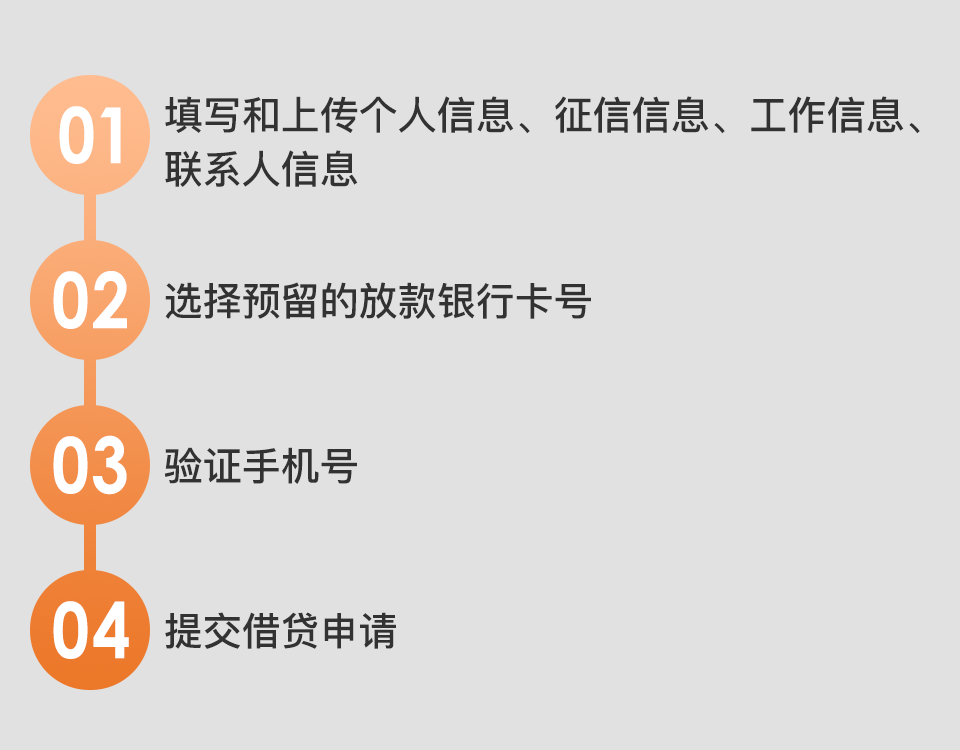 01
填写和上传个人信息、征信信息、工作信息、
联系人信息
02
选择预留的放款银行卡号
03
验证手机号
04
提交借贷申请